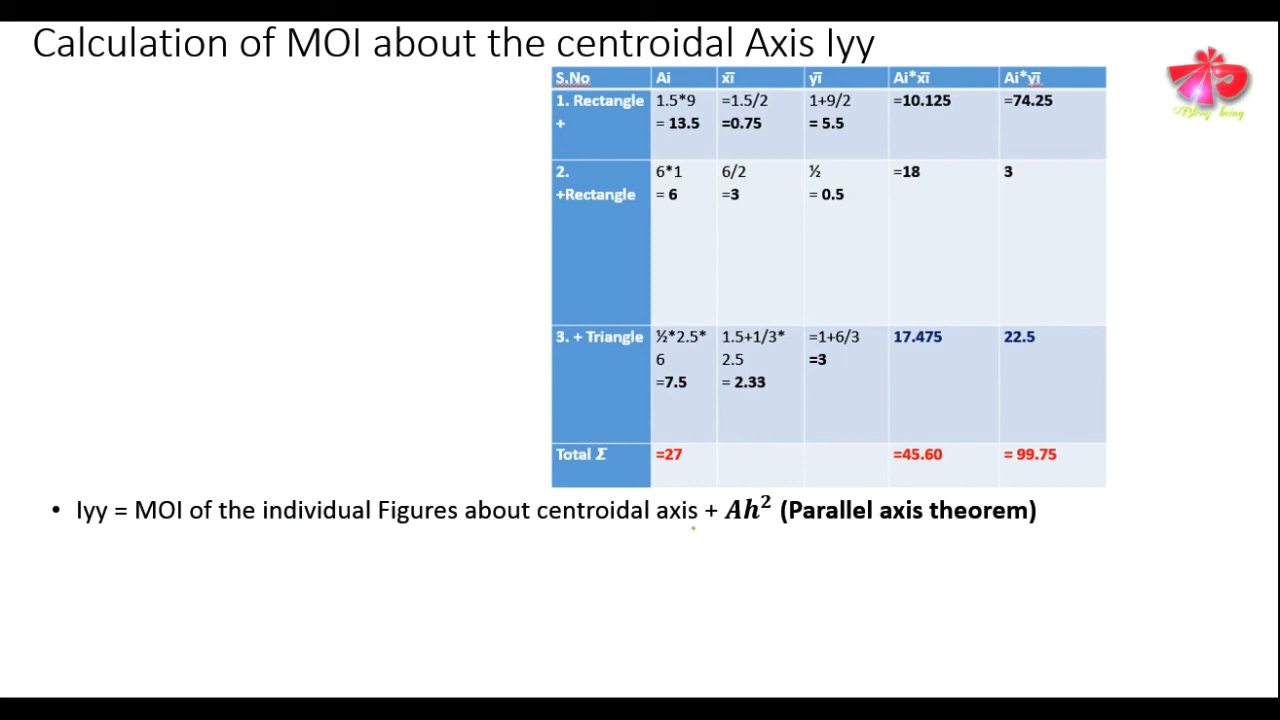 Calculation of MOI about the centroidal Axis Iyy
S.No Ai x̅i̅ y̅i̅ Ai*x̅i̅ Ai*y̅i̅
1. Rectangle 1.5*9 =1.5/2 1+9/2 =10.125 =74.25
+ = 13.5 =0.75 = 5.5
2. 6*1 6/2 ½ =18 3
+Rectangle = 6 =3 = 0.5
3. + Triangle ½*2.5* 1.5+1/3* =1+6/3 17.475 22.5
6 2.5 =3
=7.5 = 2.33
Total Σ =27 =45.60 = 99.75
• Iyy = MOI of the individual Figures about centroidal axis + Ah² (Parallel axis theorem)
being